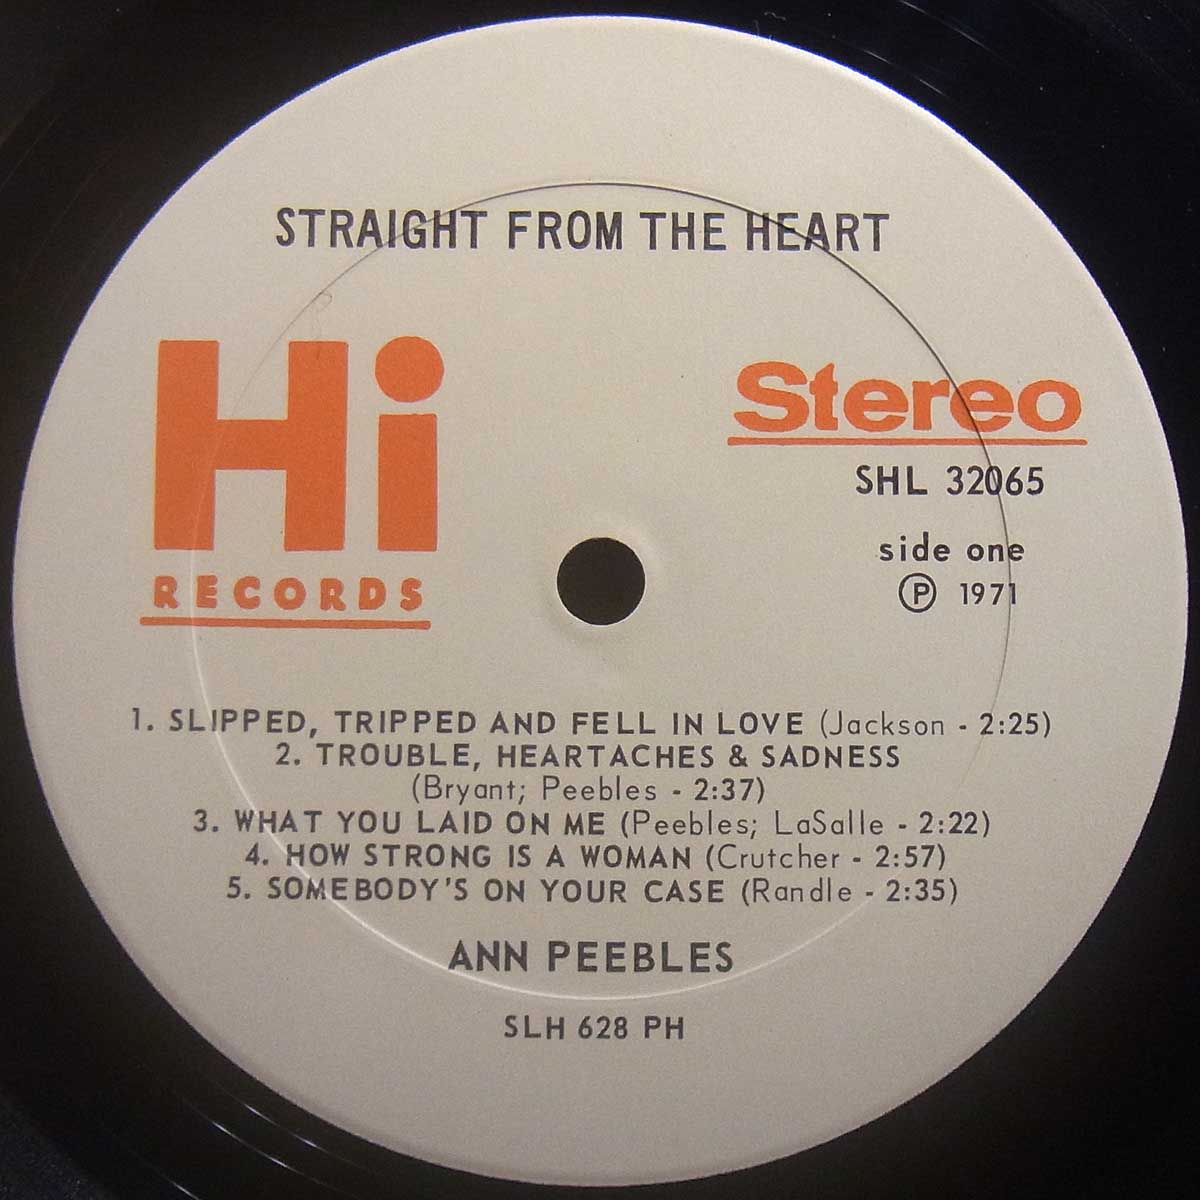 STRAIGHT FROM THE HEART
Hi
RECORDS
Stereo
SHL 32065
side one
Ⓟ 1971
1. SLIPPED, TRIPPED AND FELL IN LOVE (Jackson - 2:25)
2. TROUBLE, HEARTACHES & SADNESS
(Bryant; Peebles - 2:37)
3. WHAT YOU LAID ON ME (Peebles; LaSalle - 2:22)
4. HOW STRONG IS A WOMAN (Crutcher - 2:57)
5. SOMEBODY'S ON YOUR CASE (Randle - 2:35)
ANN PEEBLES
SLH 628 PH